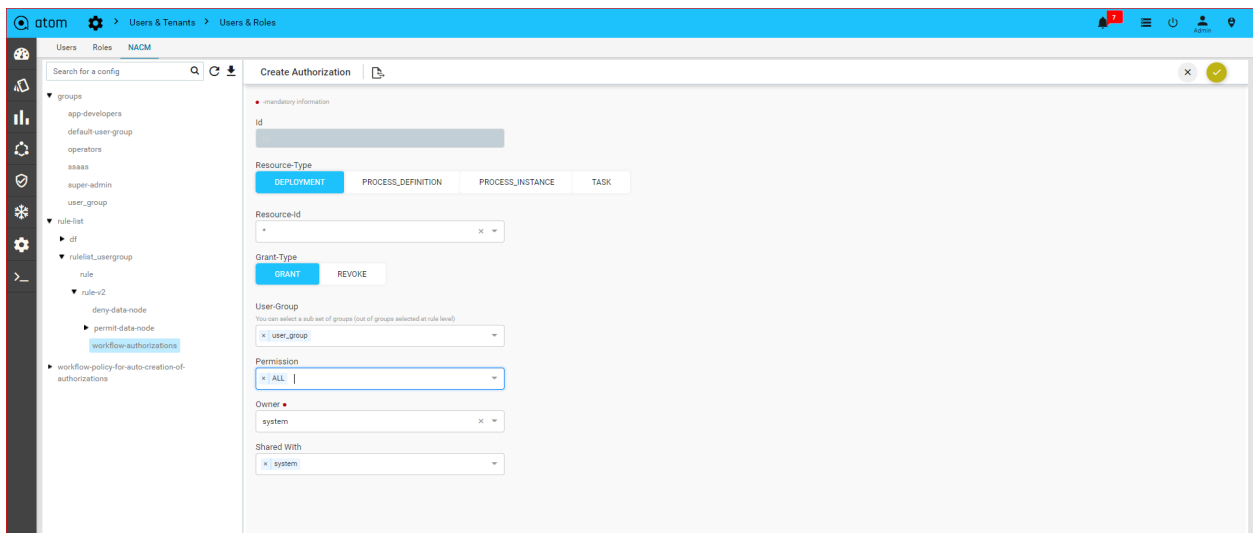 atom > Users & Tenants > Users & Roles 7 Admin
Users Roles NACM
Search for a config
groups
app-developers
default-user-group
operators
ssaas
super-admin
user_group
rule-list
df
rulelist_usergroup
rule
rule-v2
deny-data-node
permit-data-node
workflow-authorizations
workflow-policy-for-auto-creation-of-
authorizations
Create Authorization
● -mandatory information
Id
Resource-Type
DEPLOYMENT PROCESS_DEFINITION PROCESS_INSTANCE TASK
Resource-Id
*
Grant-Type
GRANT REVOKE
User-Group
You can select a sub set of groups (out of groups selected at rule level)
× user_group
Permission
× ALL
Owner ●
system ×
Shared With
× system